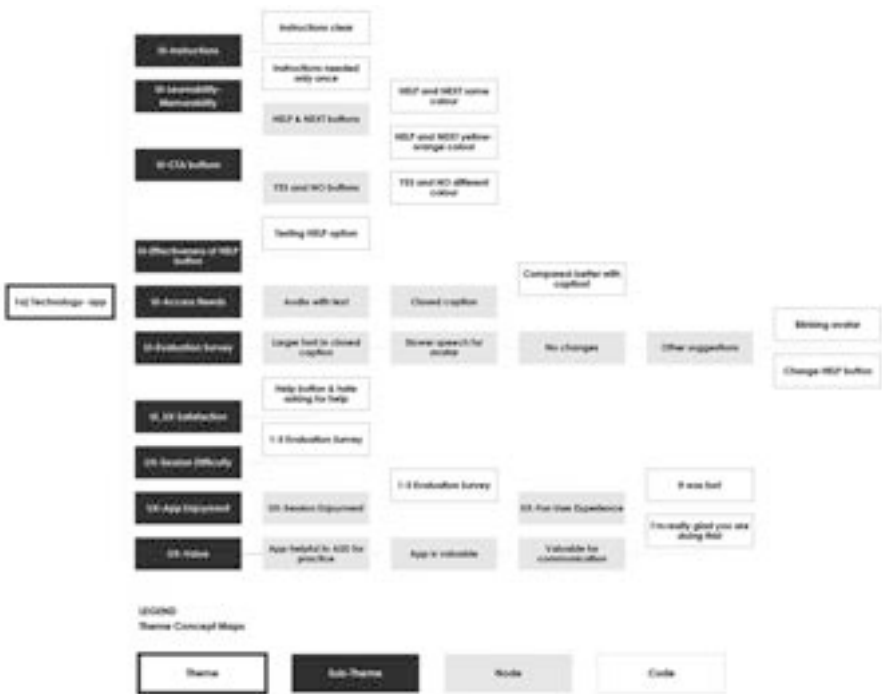 Instructions clear
UI-Instructions
Instructions needed
only once
UI-Learnability-
Memorability
HELP and NEXT same
colour
HELP & NEXT buttons
HELP and NEXT yellow-
orange colour
UI-CTA buttons
YES and NO buttons
YES and NO different
colour
Testing HELP option
UI-Effectiveness of HELP
button
Compared better with
caption!
1a) Technology- app
UI-Access Needs
Audio with text
Closed caption
Blinking avatar
UI-Evaluation Survey
Larger font in closed
caption
Slower speech for
avatar
No changes
Other suggestions
Change HELP button
Help button & hate
asking for help
UI_UX Satisfaction
1-5 Evaluation Survey
UX-Session Difficulty
1-5 Evaluation Survey
It was fun!
UX-App Enjoyment
UX-Session Enjoyment
UX-Fun User Experience
I'm really glad you are
doing this!
UX-Value
App helpful in ASD for
practice
App is valuable
Valuable for
communication
LEGEND
Theme Concept Maps
Theme
Sub-Theme
Node
Code